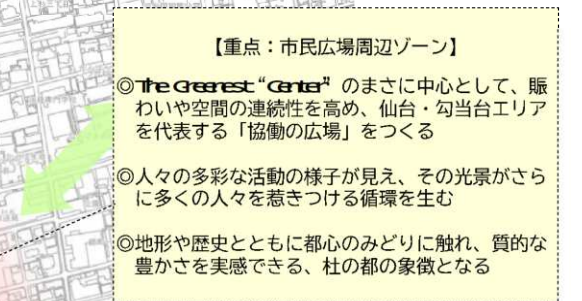 【重点：市民広場周辺ゾーン】
◎The Greenest “Center” のまさに中心として、賑
わいや空間の連続性を高め、仙台・勾当台エリア
を代表する「協働の広場」をつくる
◎人々の多彩な活動の様子が見え、その光景がさら
に多くの人々を惹きつける循環を生む
◎地形や歴史とともに都心のみどりに触れ、質的な
豊かさを実感できる、杜の都の象徴となる